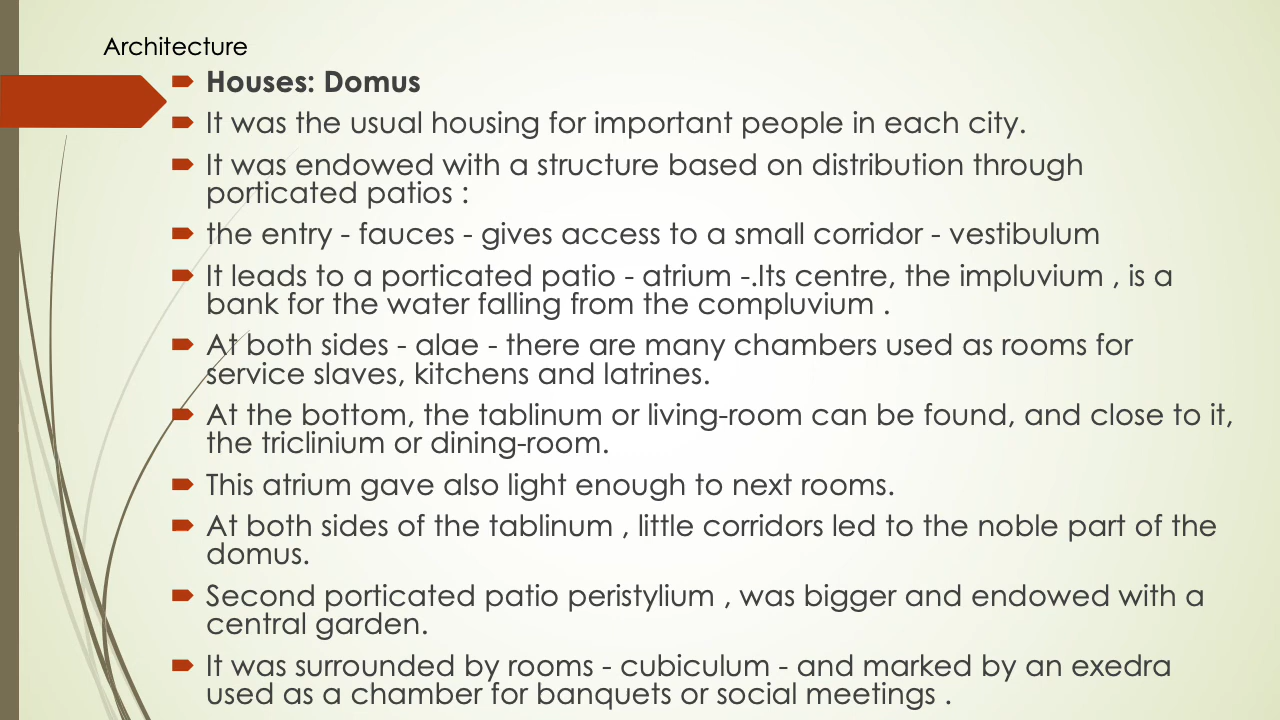 Architecture
Houses: Domus
It was the usual housing for important people in each city.
It was endowed with a structure based on distribution through
porticated patios :
the entry - fauces - gives access to a small corridor - vestibulum
It leads to a porticated patio - atrium -.Its centre, the impluvium , is a
bank for the water falling from the compluvium .
At both sides - alae - there are many chambers used as rooms for
service slaves, kitchens and latrines.
At the bottom, the tablinum or living-room can be found, and close to it,
the triclinium or dining-room.
This atrium gave also light enough to next rooms.
At both sides of the tablinum , little corridors led to the noble part of the
domus.
Second porticated patio peristylium , was bigger and endowed with a
central garden.
It was surrounded by rooms - cubiculum - and marked by an exedra
used as a chamber for banquets or social meetings .